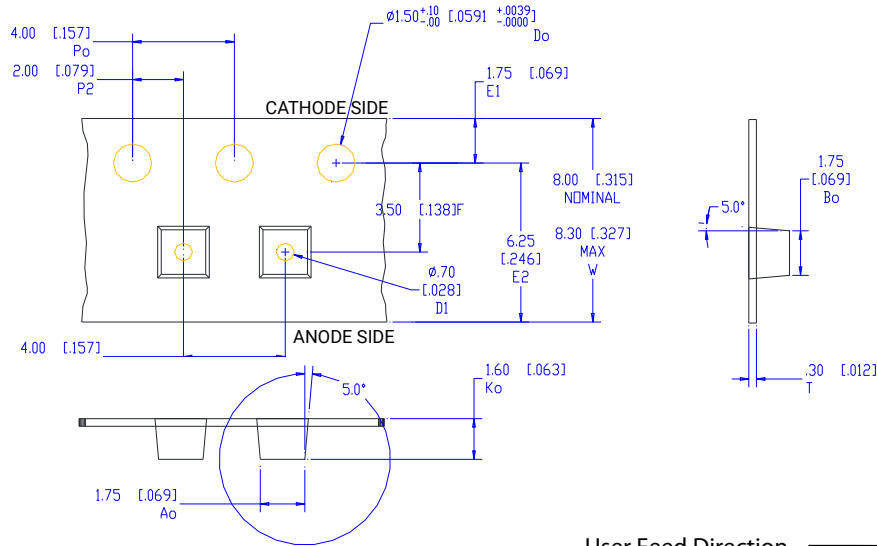 ø1.50 +.10 -.00 [.0591 +.0039 -.0000]
Do
4.00 [.157]
Po
2.00 [.079]
P2
1.75 [.069]
E1
CATHODE SIDE
8.00 [.315]
NOMINAL
8.30 [.327]
MAX
W
3.50 [.138]F
6.25
[.246]
E2
ø.70
[.028]
D1
ANODE SIDE
4.00 [.157]
5.0°
1.75
[.069]
Bo
.30 [.012]
T
1.60 [.063]
Ko
5.0°
1.75 [.069]
Ao
User Feed Direction